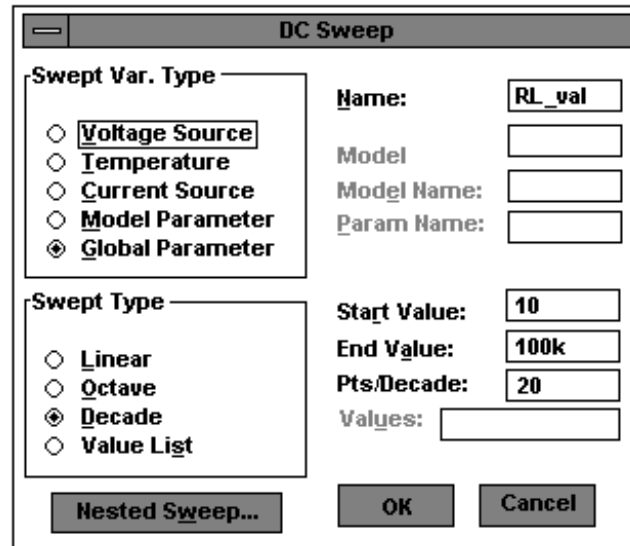 DC Sweep
Swept Var. Type
Voltage Source
Temperature
Current Source
Model Parameter
Global Parameter
Name: RL_val
Model
Model Name:
Param Name:
Swept Type
Linear
Octave
Decade
Value List
Start Value: 10
End Value: 100k
Pts/Decade: 20
Values:
Nested Sweep...
OK
Cancel